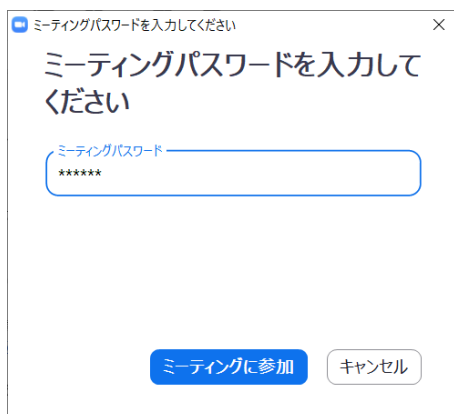 ミーティングパスワードを入力してください
ミーティングパスワードを入力して
ください
ミーティングパスワード
******
ミーティングに参加
キャンセル